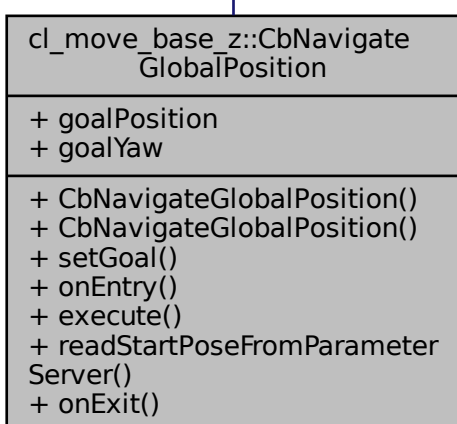 cl_move_base_z::CbNavigate
GlobalPosition
+ goalPosition
+ goalYaw
+ CbNavigateGlobalPosition()
+ CbNavigateGlobalPosition()
+ setGoal()
+ onEntry()
+ execute()
+ readStartPoseFromParameter
Server()
+ onExit()